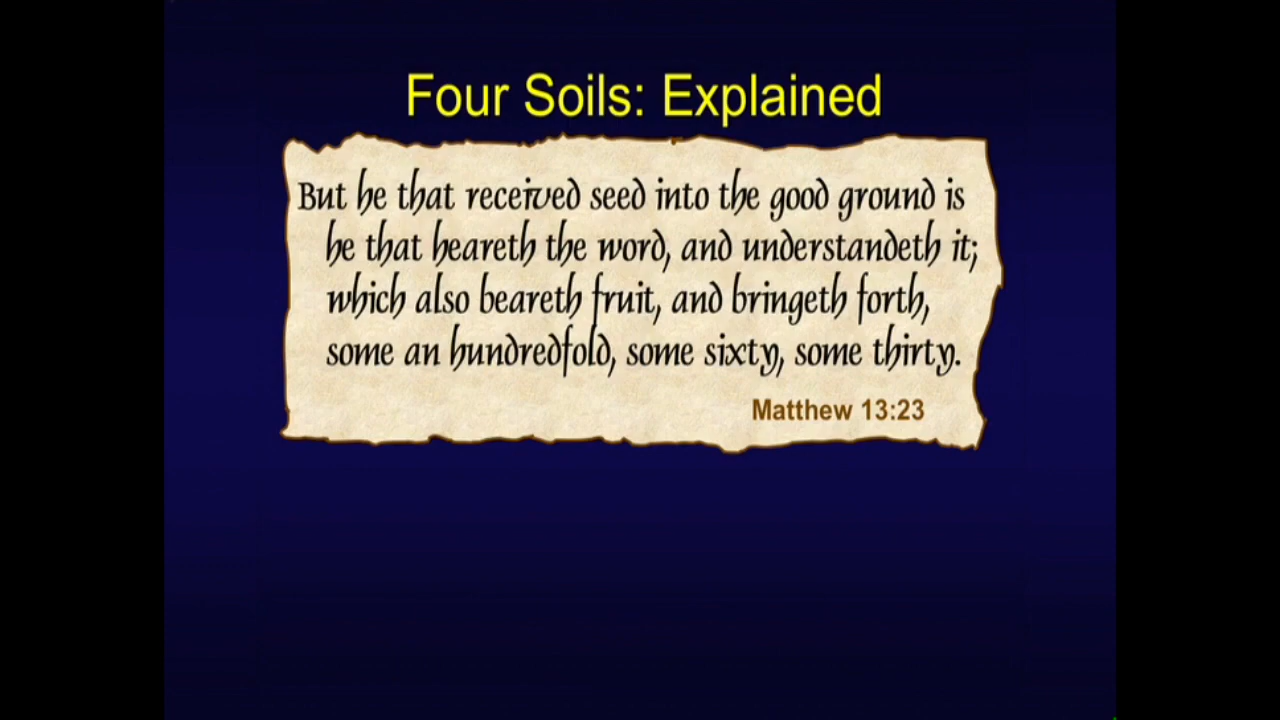 Four Soils: Explained
But he that received seed into the good ground is
he that heareth the word, and understandeth it;
which also beareth fruit, and bringeth forth,
some an hundredfold, some sixty, some thirty.
Matthew 13:23